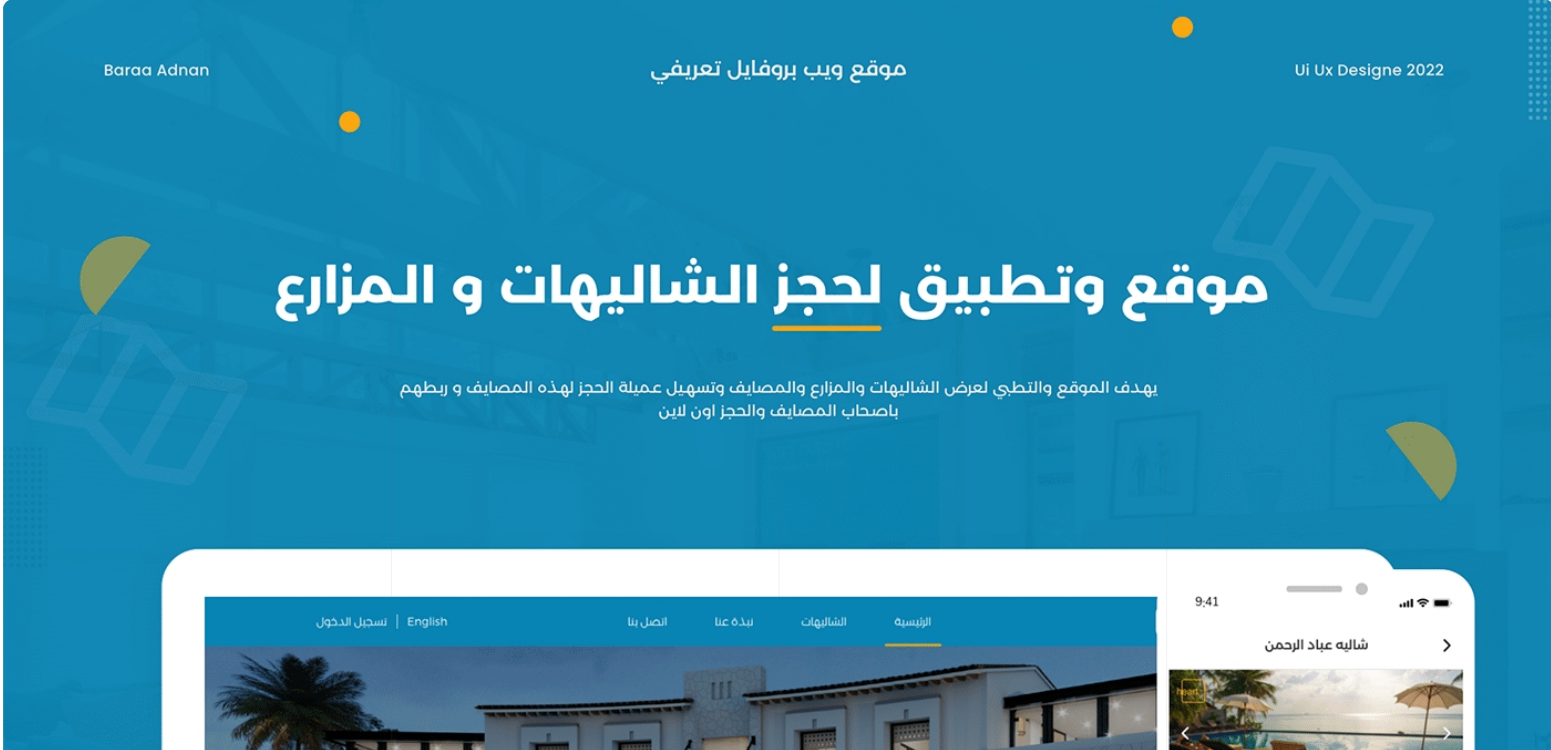 Baraa Adnan
موقع ويب بروفايل تعريفي
Ui Ux Designe 2022
موقع وتطبيق لحجز الشاليهات و المزارع
يهدف الموقع والتطبي لعرض الشاليهات والمزارع والمصايف وتسهيل عميلة الحجز لهذه المصايف و ربطهم
باصحاب المصايف والحجز اون لاين
الرئيسية الشاليهات نبذة عنا اتصل بنا English | تسجيل الدخول
9:41
شاليه عباد الرحمن
heart